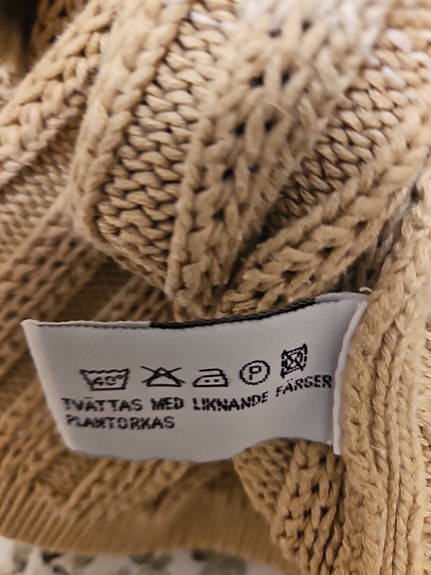 40° P
TVÄTTAS MED LIKNANDE FÄRGER
PLANTORKAS